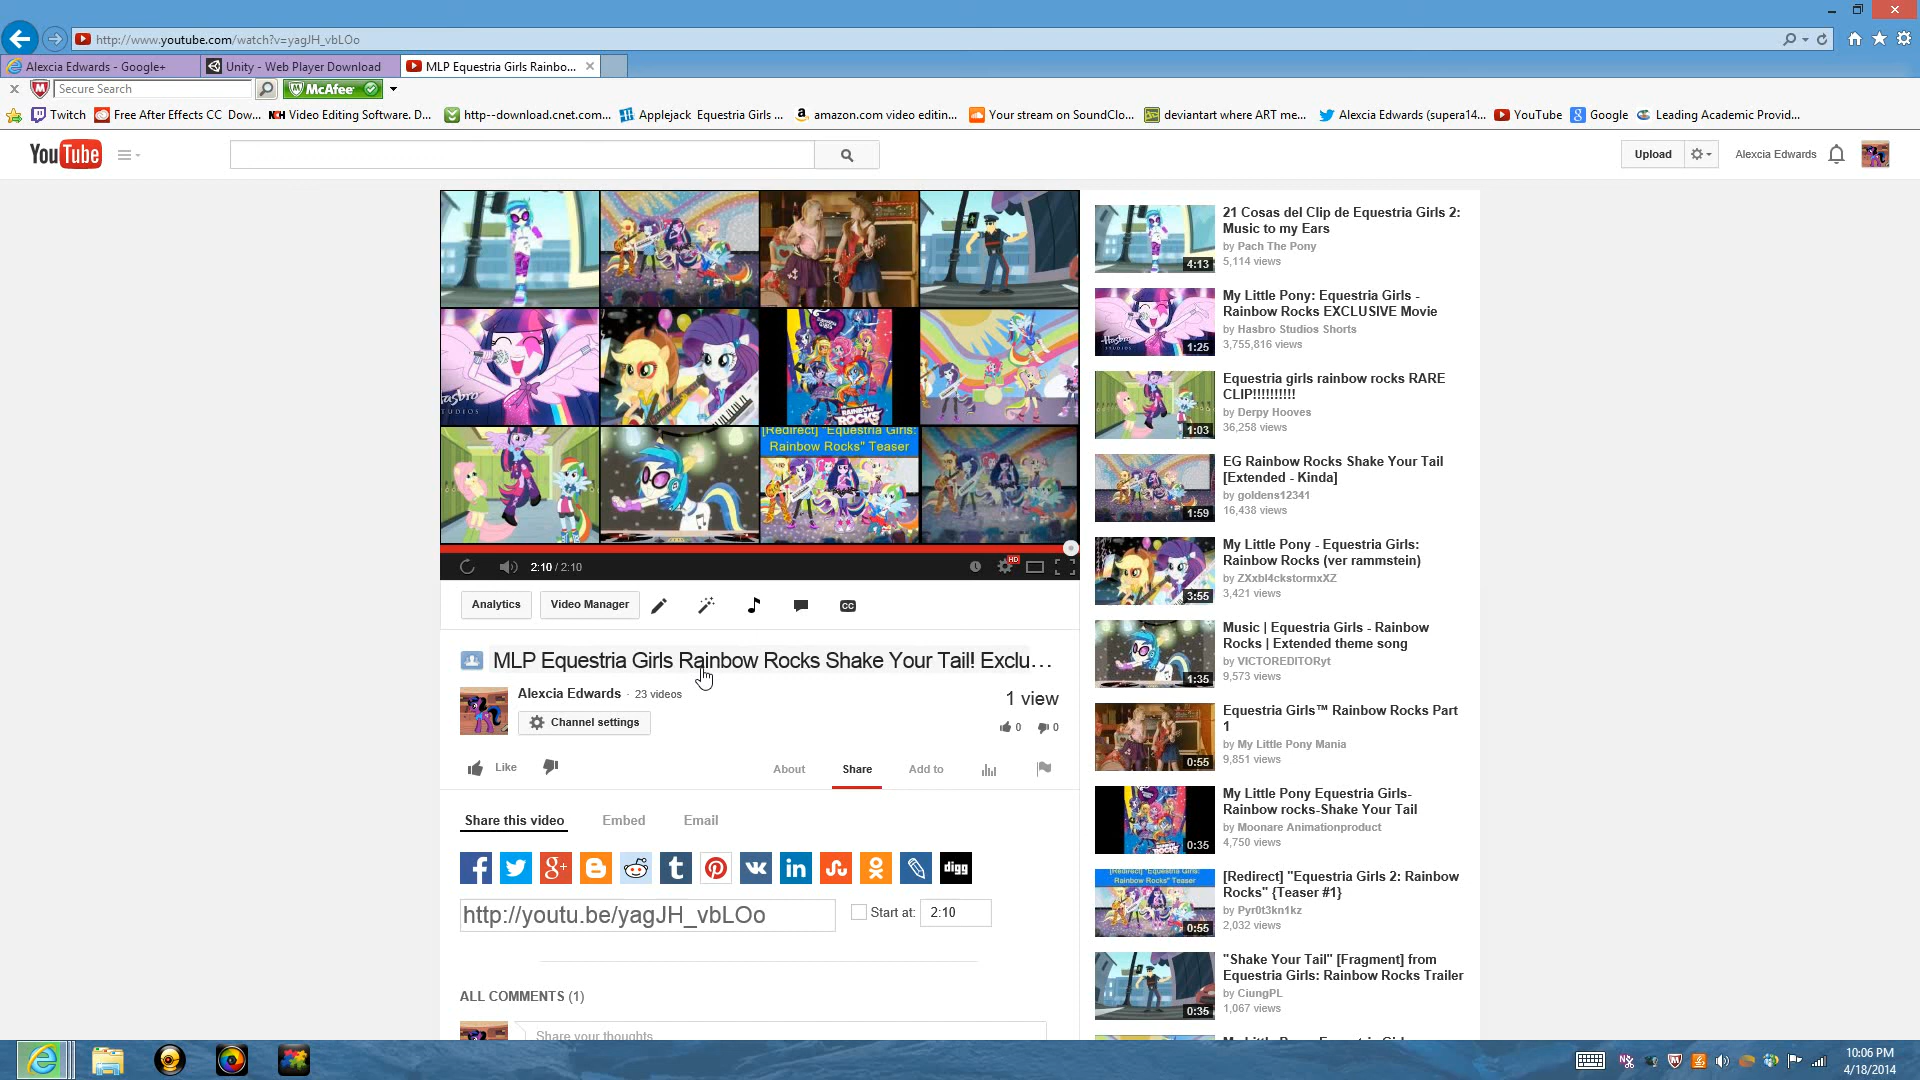 http://www.youtube.com/watch?v=yagJH_vbLOo
Alexcia Edwards - Google+
Unity - Web Player Download
MLP Equestria Girls Rainbo...
Secure Search
McAfee
Twitch
Free After Effects CC Dow...
Video Editing Software. D...
http--download.cnet.com...
Applejack Equestria Girls ...
amazon.com video editin...
Your stream on SoundClo...
deviantart where ART me...
Alexcia Edwards (supera14...
YouTube
Google
Leading Academic Provid...
YouTube
Upload
Alexcia Edwards
RAINBOW
ROCKS
STUDIOS
[Redirect] "Equestria Girls:
Rainbow Rocks" Teaser
2:10 / 2:10
HD
Analytics
Video Manager
CC
MLP Equestria Girls Rainbow Rocks Shake Your Tail! Exclu...
Alexcia Edwards · 23 videos
Channel settings
1 view
0
0
Like
About
Share
Add to
Share this video
Embed
Email
digg
http://youtu.be/yagJH_vbLOo
Start at:
2:10
ALL COMMENTS (1)
Share your thoughts
21 Cosas del Clip de Equestria Girls 2:
Music to my Ears
by Pach The Pony
5,114 views
4:13
My Little Pony: Equestria Girls -
Rainbow Rocks EXCLUSIVE Movie
by Hasbro Studios Shorts
3,755,816 views
1:25
Equestria girls rainbow rocks RARE
CLIP!!!!!!!!!!
by Derpy Hooves
36,258 views
1:03
EG Rainbow Rocks Shake Your Tail
[Extended - Kinda]
by goldens12341
16,438 views
1:59
My Little Pony - Equestria Girls:
Rainbow Rocks (ver rammstein)
by ZXxbl4ckstormxXZ
3,421 views
3:55
Music | Equestria Girls - Rainbow
Rocks | Extended theme song
by VICTOREDITORyt
9,573 views
1:35
Equestria Girls™ Rainbow Rocks Part
1
by My Little Pony Mania
9,851 views
0:55
My Little Pony Equestria Girls-
Rainbow rocks-Shake Your Tail
by Moonare Animationproduct
4,750 views
0:35
[Redirect] "Equestria Girls 2: Rainbow
Rocks" {Teaser #1}
by Pyr0t3kn1kz
2,032 views
0:55
"Shake Your Tail" [Fragment] from
Equestria Girls: Rainbow Rocks Trailer
by CiungPL
1,067 views
0:35
10:06 PM
4/18/2014